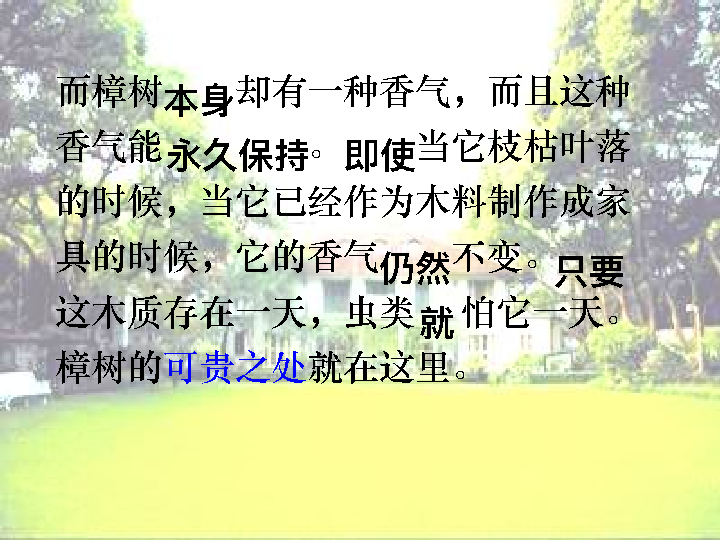 而樟树本身却有一种香气，而且这种
香气能永久保持。即使当它枝枯叶落
的时候，当它已经作为木料制作成家
具的时候，它的香气仍然不变。只要
这木质存在一天，虫类就怕它一天。
樟树的可贵之处就在这里。